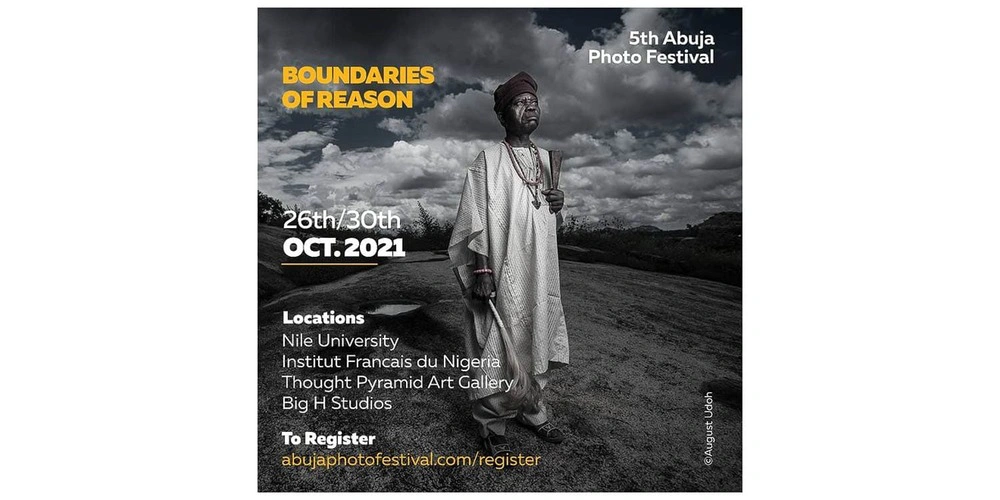 5th Abuja
Photo Festival
BOUNDARIES
OF REASON
26th/30th
OCT. 2021
Locations
Nile University
Institut Francais du Nigeria
Thought Pyramid Art Gallery
Big H Studios
To Register
abujaphotofestival.com/register
©August Udoh